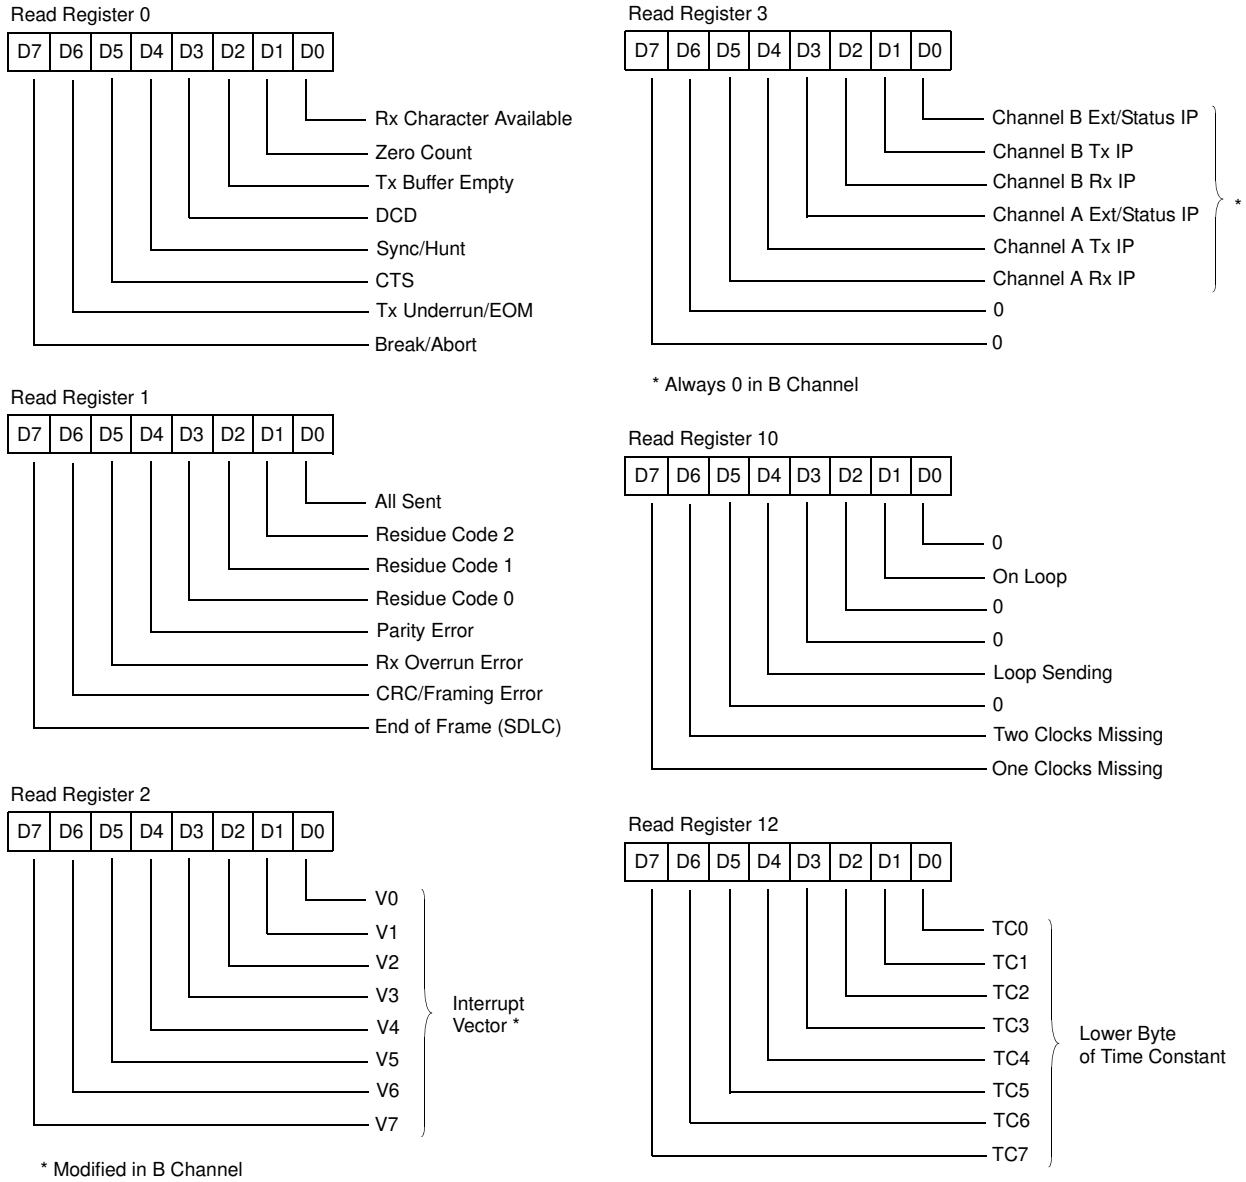 Read Register 0
D7 D6 D5 D4 D3 D2 D1 D0
Rx Character Available
Zero Count
Tx Buffer Empty
DCD
Sync/Hunt
CTS
Tx Underrun/EOM
Break/Abort
Read Register 1
D7 D6 D5 D4 D3 D2 D1 D0
All Sent
Residue Code 2
Residue Code 1
Residue Code 0
Parity Error
Rx Overrun Error
CRC/Framing Error
End of Frame (SDLC)
Read Register 2
D7 D6 D5 D4 D3 D2 D1 D0
V0
V1
V2
V3
V4
V5
V6
V7
Interrupt
Vector *
* Modified in B Channel
Read Register 3
D7 D6 D5 D4 D3 D2 D1 D0
Channel B Ext/Status IP
Channel B Tx IP
Channel B Rx IP
Channel A Ext/Status IP
Channel A Tx IP
Channel A Rx IP
0
0
*
* Always 0 in B Channel
Read Register 10
D7 D6 D5 D4 D3 D2 D1 D0
0
On Loop
0
0
Loop Sending
0
Two Clocks Missing
One Clocks Missing
Read Register 12
D7 D6 D5 D4 D3 D2 D1 D0
TC0
TC1
TC2
TC3
TC4
TC5
TC6
TC7
Lower Byte
of Time Constant